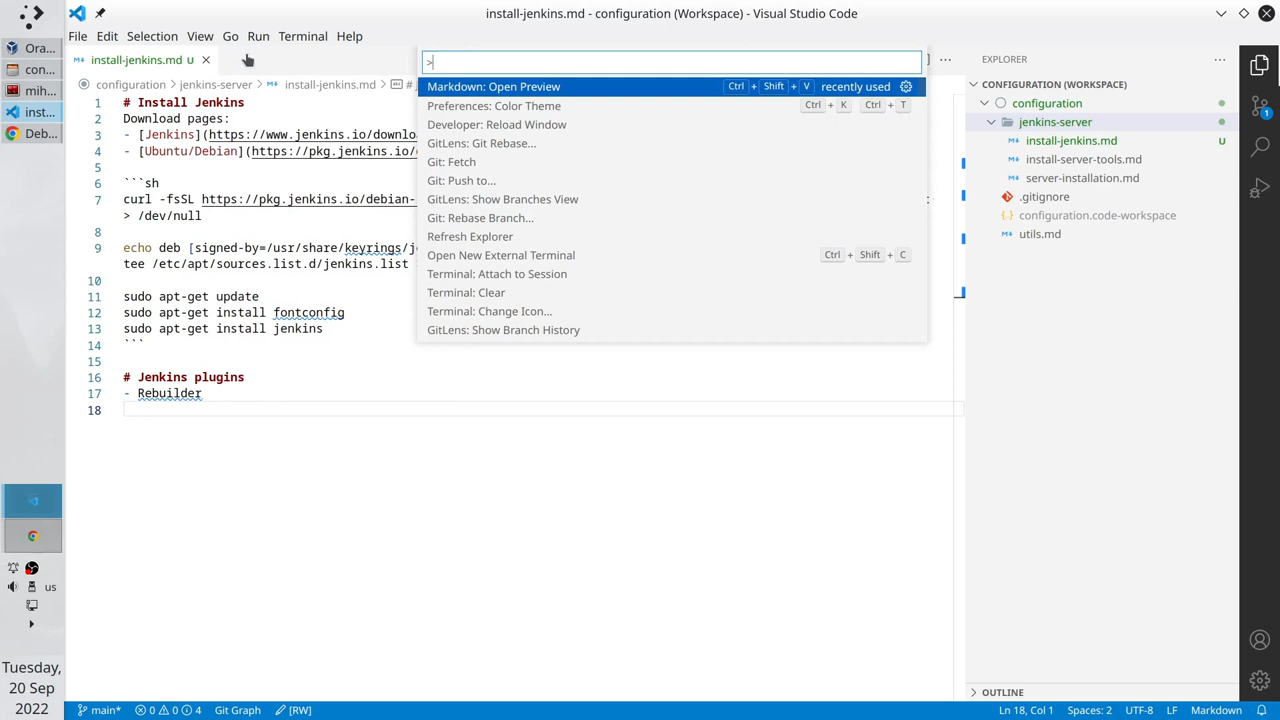 install-jenkins.md - configuration (Workspace) - Visual Studio Code
File Edit Selection View Go Run Terminal Help
Ora...
con...
mih...
inst...
Deb...
install-jenkins.md U
configuration > jenkins-server > install-jenkins.md >
>
Markdown: Open Preview Ctrl + Shift + V recently used
Preferences: Color Theme Ctrl + K Ctrl + T
Developer: Reload Window
GitLens: Git Rebase...
Git: Fetch
Git: Push to...
GitLens: Show Branches View
Git: Rebase Branch...
Refresh Explorer
Open New External Terminal Ctrl + Shift + C
Terminal: Attach to Session
Terminal: Clear
Terminal: Change Icon...
GitLens: Show Branch History
1 # Install Jenkins
2 Download pages:
3 - [Jenkins](https://www.jenkins.io/downlo
4 - [Ubuntu/Debian](https://pkg.jenkins.io/
5
6 ```sh
7 curl -fsSL https://pkg.jenkins.io/debian-
> /dev/null
8
9 echo deb [signed-by=/usr/share/keyrings/j
tee /etc/apt/sources.list.d/jenkins.list
10
11 sudo apt-get update
12 sudo apt-get install fontconfig
13 sudo apt-get install jenkins
14 ```
15
16 # Jenkins plugins
17 - Rebuilder
18
EXPLORER
CONFIGURATION (WORKSPACE)
configuration
jenkins-server
install-jenkins.md U
install-server-tools.md
server-installation.md
.gitignore
configuration.code-workspace
utils.md
OUTLINE
1
us
Tuesday,
20 Sep
2022
main* 0 0 4 Git Graph [RW] Ln 18, Col 1 Spaces: 2 UTF-8 LF Markdown